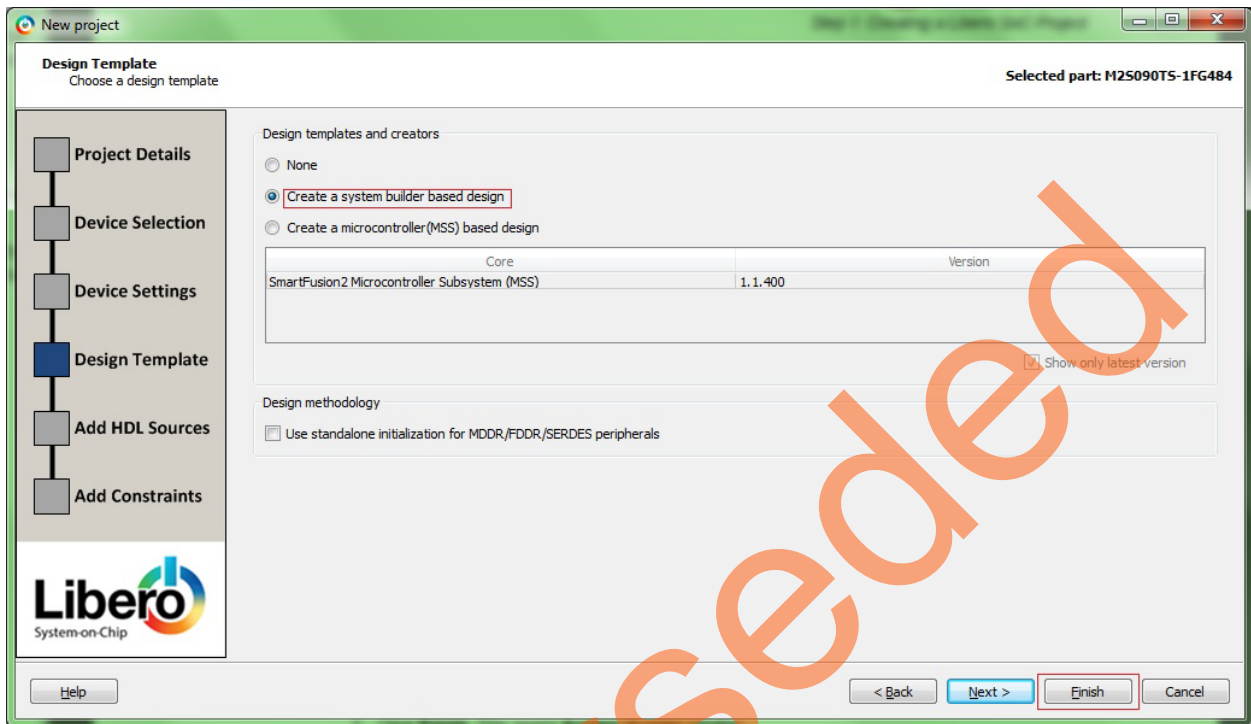 New project
Design Template
Choose a design template
Selected part: M2S090TS-1FG484
Project Details
Device Selection
Device Settings
Design Template
Add HDL Sources
Add Constraints
Libero
System-on-Chip
Design templates and creators
None
Create a system builder based design
Create a microcontroller(MSS) based design
Core Version
SmartFusion2 Microcontroller Subsystem (MSS) 1.1.400
Show only latest version
Design methodology
Use standalone initialization for MDDR/FDDR/SERDES peripherals
Help
< Back Next > Finish Cancel
sed
ed